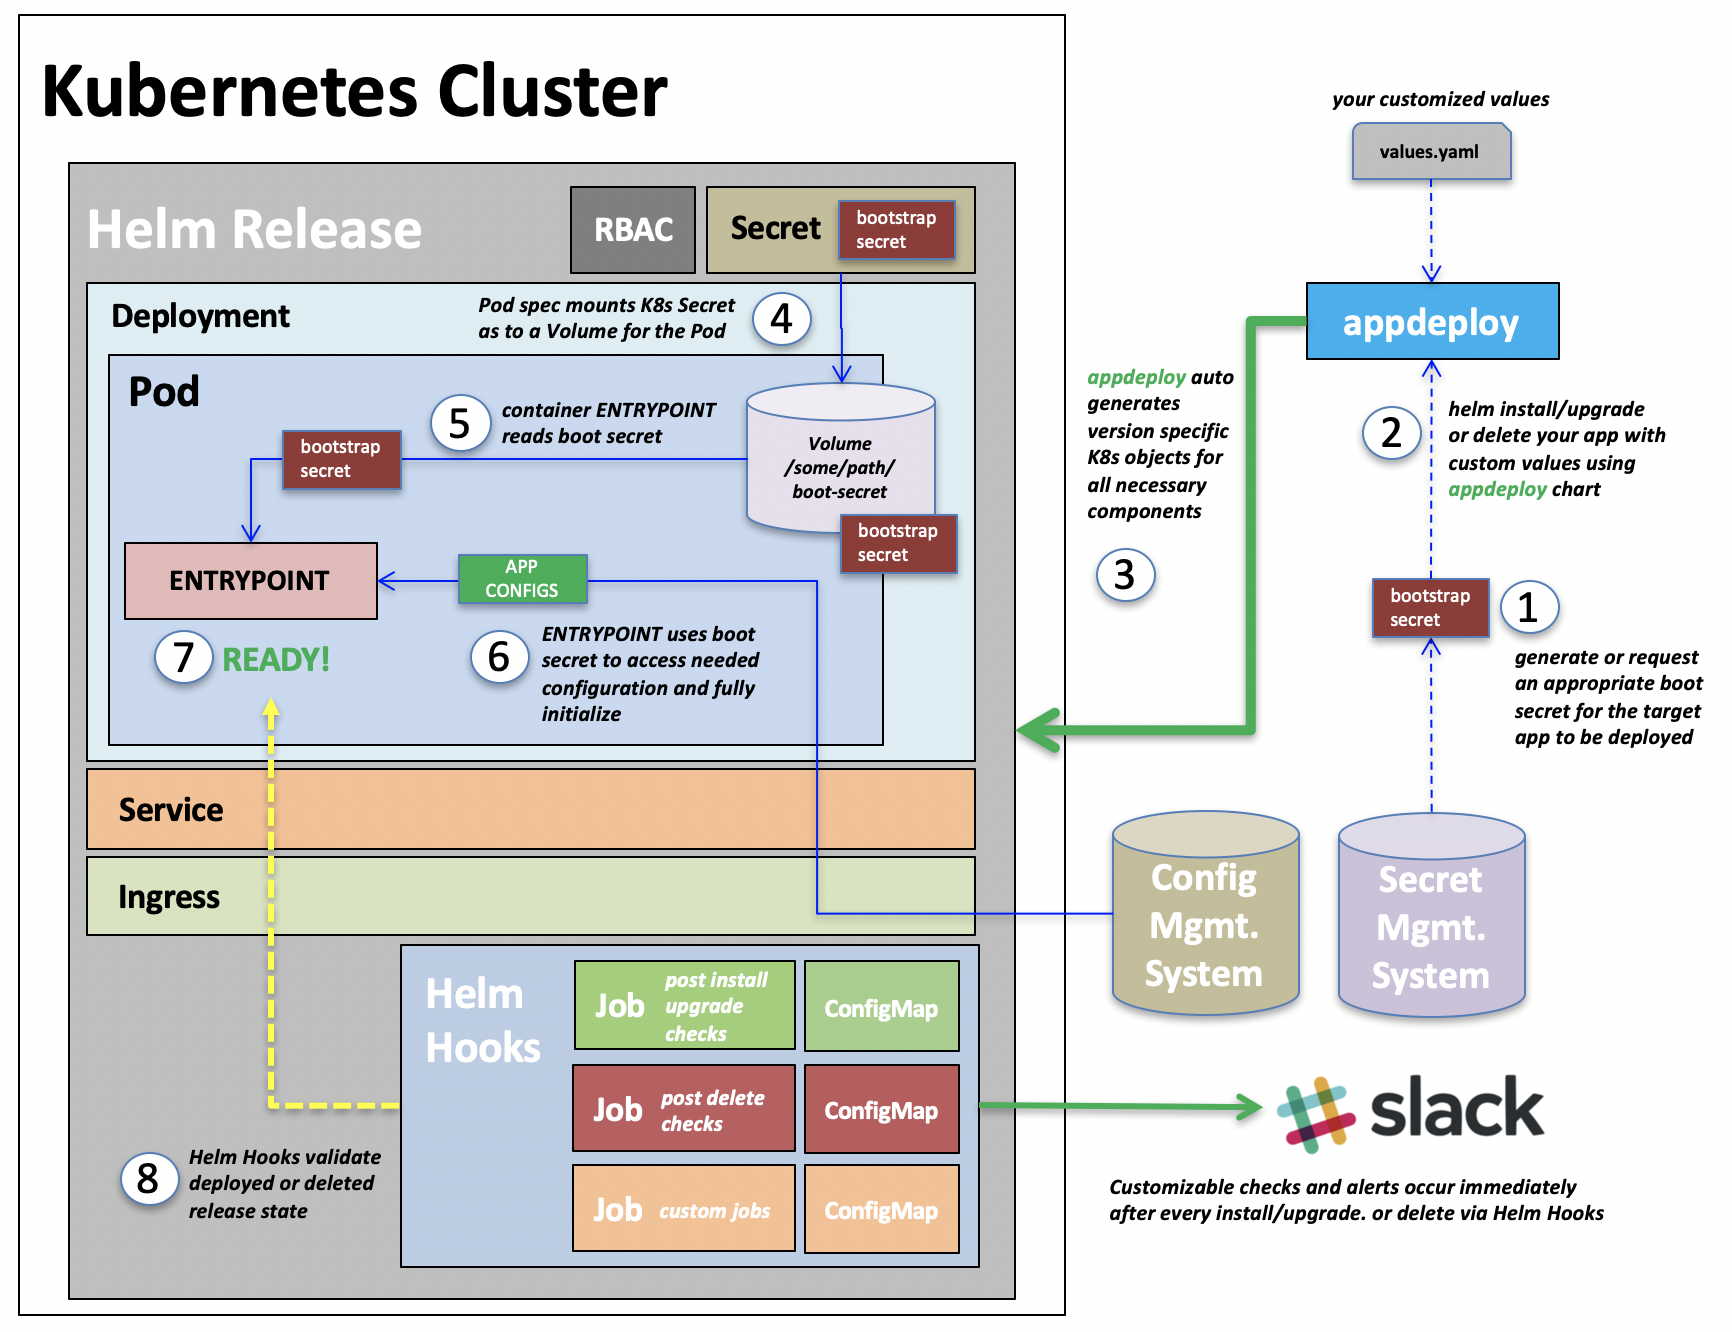 Kubernetes Cluster
your customized values
values.yaml
Helm Release
RBAC
Secret
bootstrap
secret
appdeploy
Deployment
Pod spec mounts K8s Secret
as to a Volume for the Pod
4
Pod
5
container ENTRYPOINT
reads boot secret
bootstrap
secret
Volume
/some/path/
boot-secret
bootstrap
secret
ENTRYPOINT
APP
CONFIGS
7
READY!
6
ENTRYPOINT uses boot
secret to access needed
configuration and fully
initialize
appdeploy auto
generates
version specific
K8s objects for
all necessary
components
3
2
helm install/upgrade
or delete your app with
custom values using
appdeploy chart
bootstrap
secret
1
generate or request
an appropriate boot
secret for the target
app to be deployed
Service
Ingress
Config
Mgmt.
System
Secret
Mgmt.
System
Helm
Hooks
Job
post install
upgrade
checks
ConfigMap
Job
post delete
checks
ConfigMap
Job
custom jobs
ConfigMap
8
Helm Hooks validate
deployed or deleted
release state
slack
Customizable checks and alerts occur immediately
after every install/upgrade. or delete via Helm Hooks